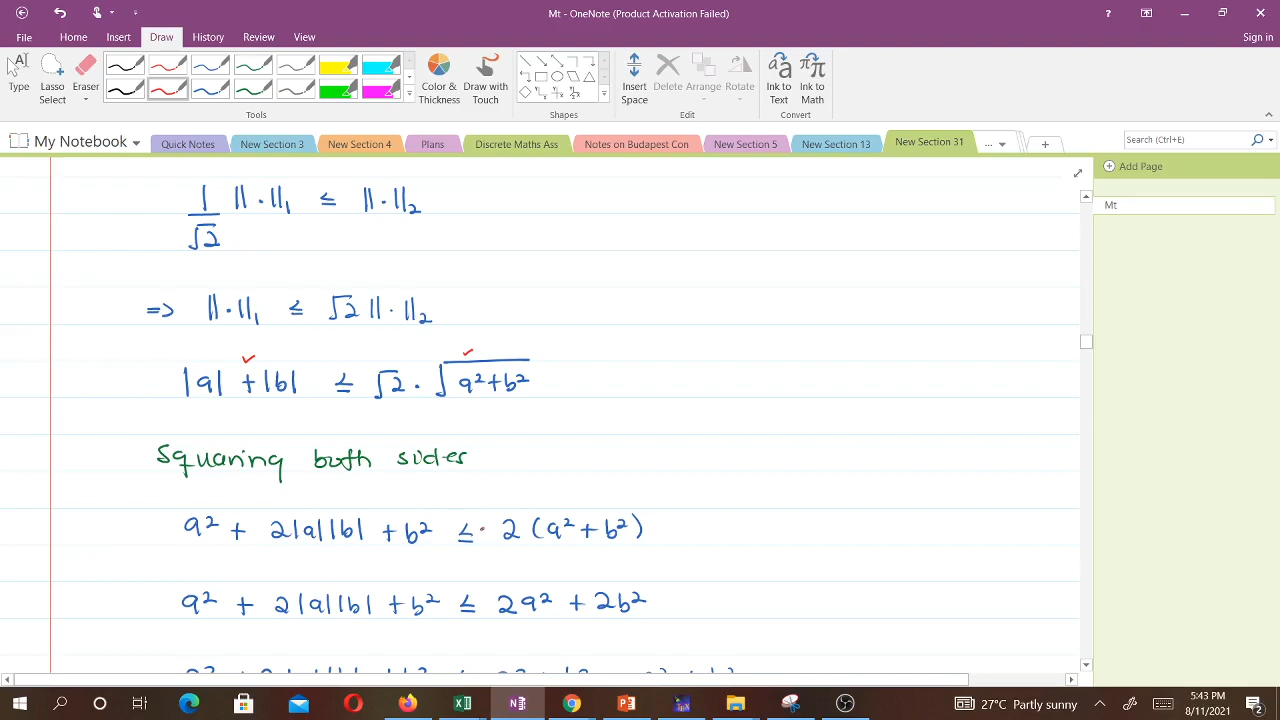 Mt - OneNote (Product Activation Failed)
File Home Insert Draw History Review View
Sign in
Type
Lasso Select
Eraser
Color & Thickness
Draw with Touch
Insert Space
Delete
Arrange
Rotate
Ink to Text
Ink to Math
Tools
Shapes
Edit
Convert
My Notebook
Quick Notes
New Section 3
New Section 4
Plans
Discrete Maths Ass
Notes on Budapest Con
New Section 5
New Section 13
New Section 31
...
Search (Ctrl+E)
Add Page
Mt
1/√2 ||·||₁ ≤ ||·||₂
=> ||·||₁ ≤ √2 ||·||₂
|a| + |b| ≤ √2 · √(a² + b²)
Squaring both sides
a² + 2|a||b| + b² ≤ 2 (a² + b²)
a² + 2|a||b| + b² ≤ 2a² + 2b²
27°C Partly sunny
5:43 PM
8/11/2021